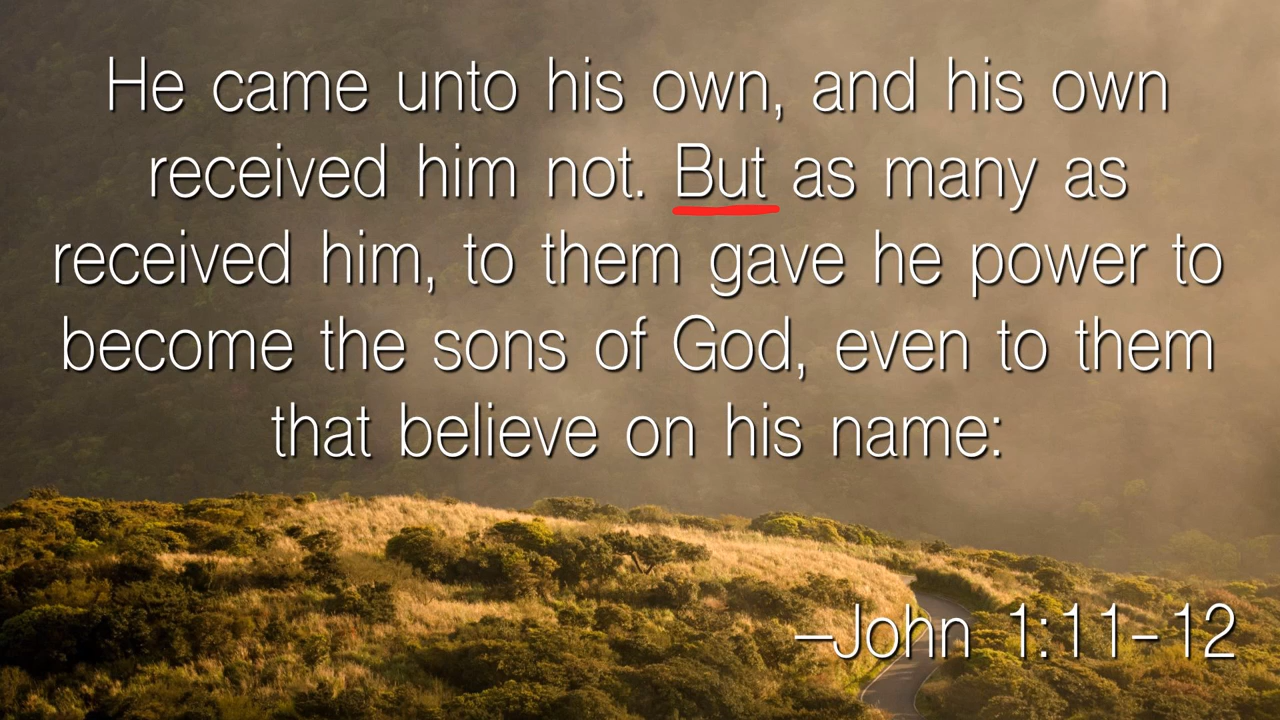 He came unto his own, and his own
received him not. But as many as
received him, to them gave he power to
become the sons of God, even to them
that believe on his name:
–John 1:11-12